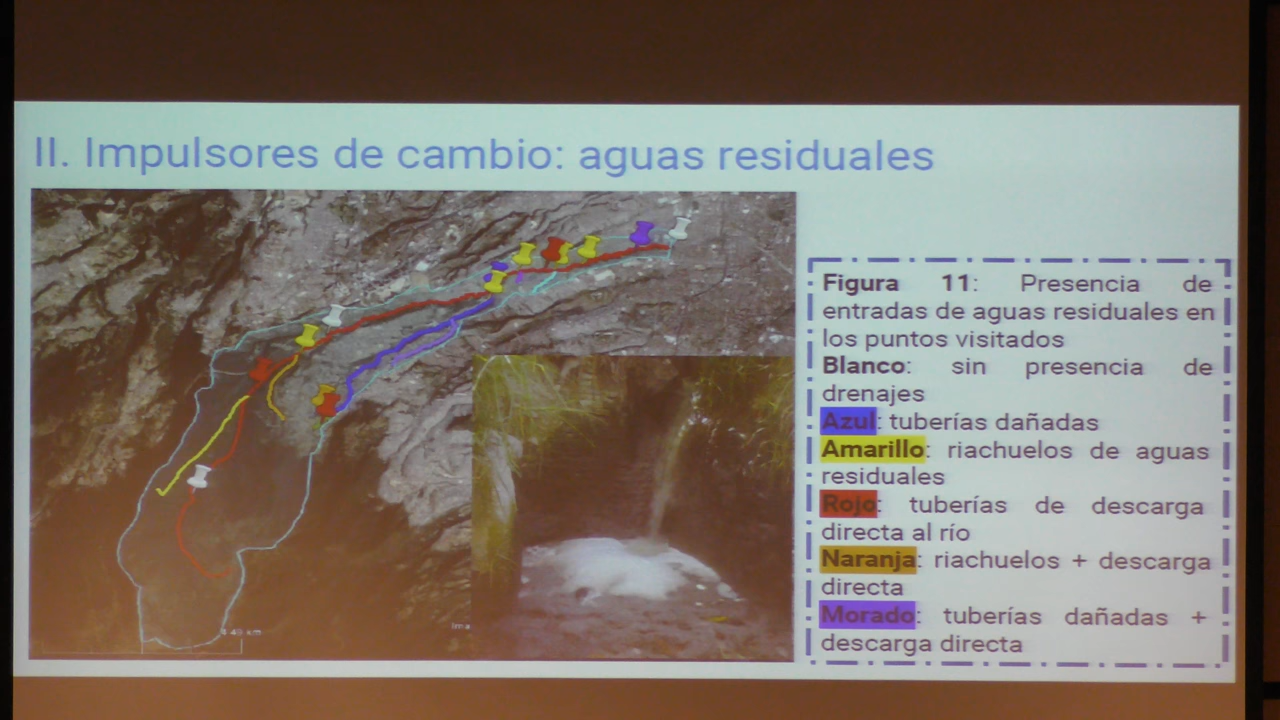 II. Impulsores de cambio: aguas residuales
Figura 11: Presencia de
entradas de aguas residuales en
los puntos visitados
Blanco: sin presencia de
drenajes
Azul: tuberías dañadas
Amarillo: riachuelos de aguas
residuales
Rojo: tuberías de descarga
directa al río
Naranja: riachuelos + descarga
directa
Morado: tuberías dañadas +
descarga directa